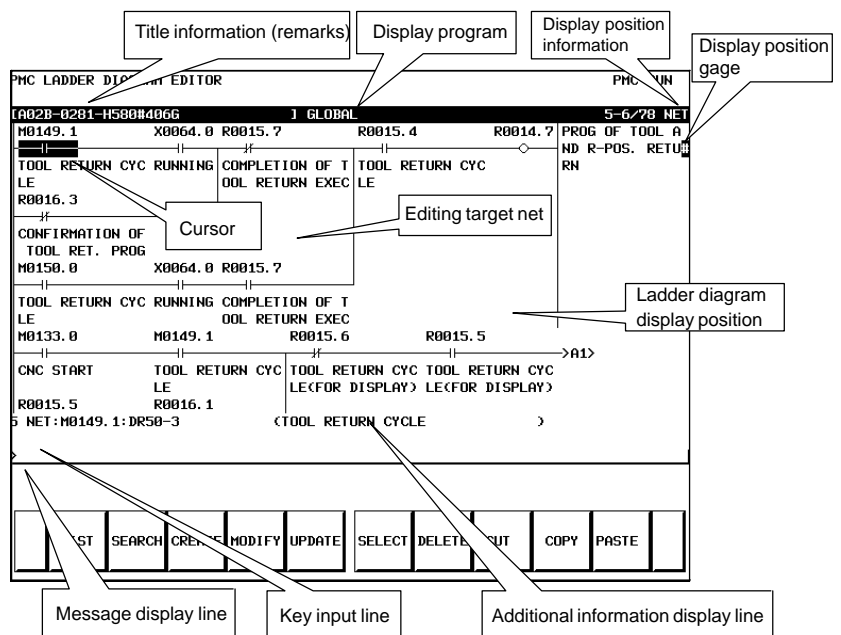 Title information (remarks)
Display program
Display position
information
Display position
gage
PMC LADDER DIAGRAM EDITOR
PMC RUN
[A02B-0281-H580#406G ] GLOBAL 5-6/78 NET
M0149.1 X0064.0 R0015.7 R0015.4 R0014.7 PROG OF TOOL A
ND R-POS. RETU#
TOOL RETURN CYC RUNNING COMPLETION OF T TOOL RETURN CYC RN
LE OOL RETURN EXEC LE
R0016.3
Cursor
Editing target net
CONFIRMATION OF
TOOL RET. PROG
M0150.0 X0064.0 R0015.7
TOOL RETURN CYC RUNNING COMPLETION OF T
LE OOL RETURN EXEC
Ladder diagram
display position
M0133.0 M0149.1 R0015.6 R0015.5
>A1>
CNC START TOOL RETURN CYC TOOL RETURN CYC TOOL RETURN CYC
LE LE(FOR DISPLAY) LE(FOR DISPLAY)
R0015.5 R0016.1
5 NET:M0149.1:DR50-3 (TOOL RETURN CYCLE )
>
SEARCH MODIFY UPDATE SELECT DELETE COPY PASTE
Message display line
Key input line
Additional information display line